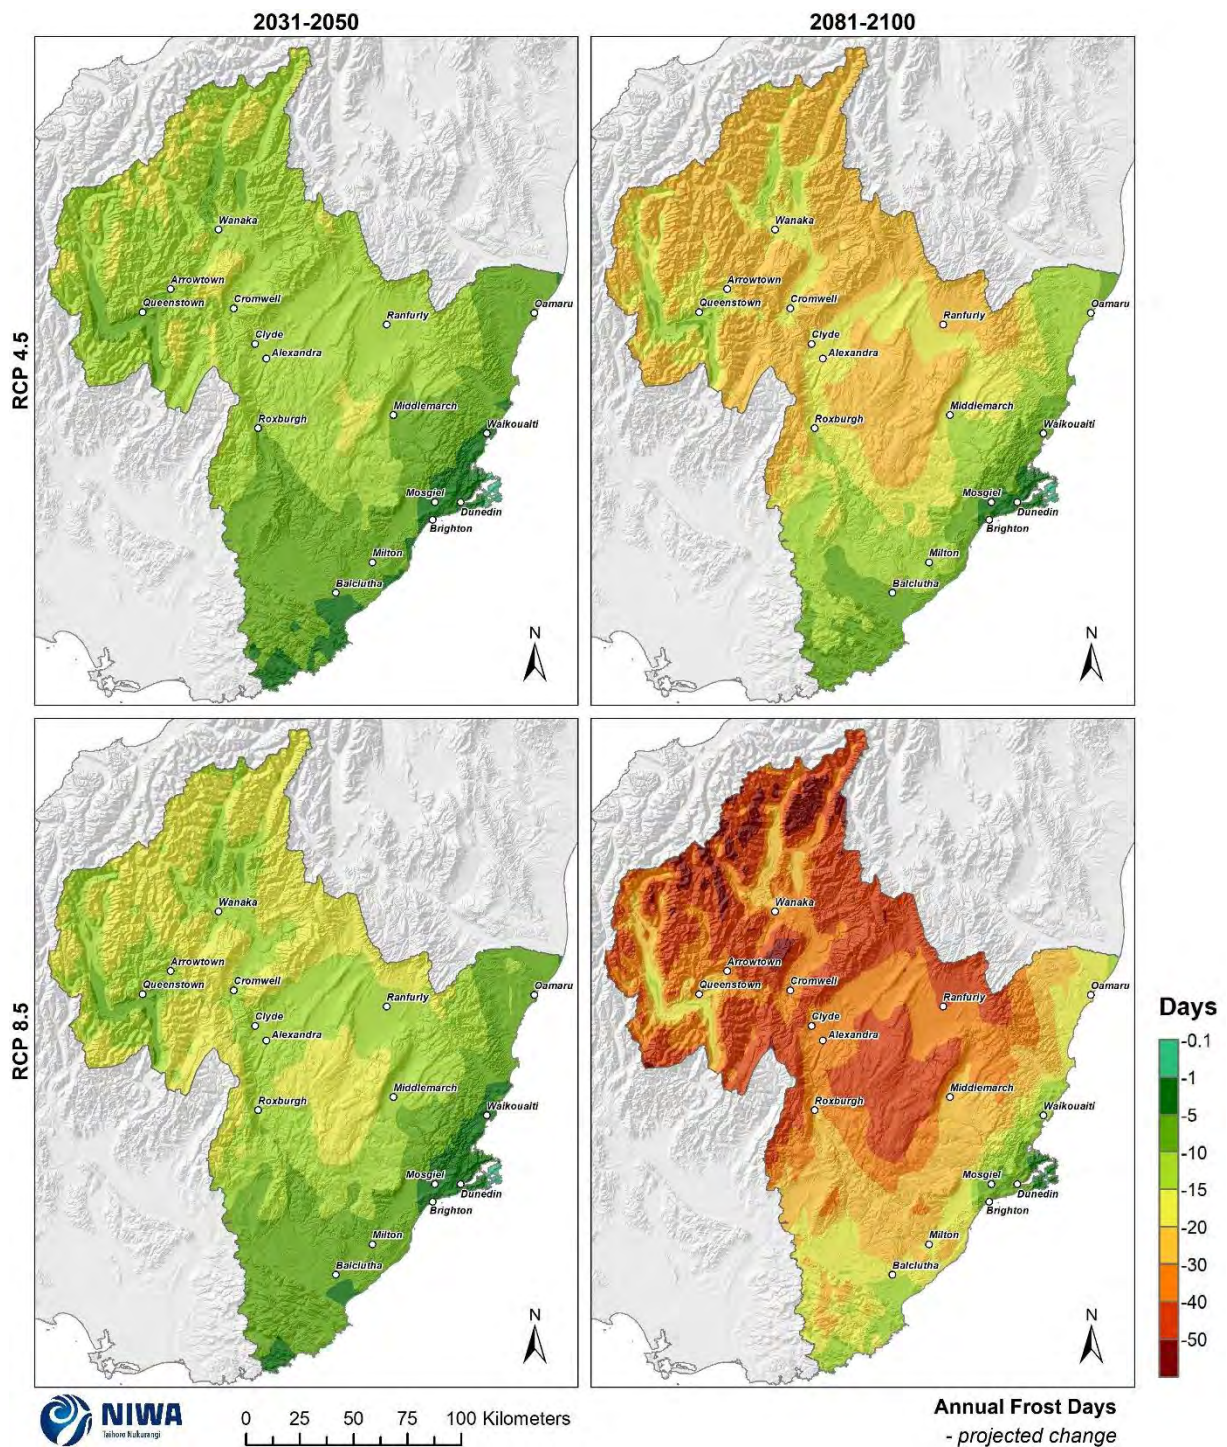 2031-2050
2081-2100
RCP 4.5
Wanaka
Arrowtown
Queenstown
Cromwell
Clyde
Alexandra
Ranfurly
Oamaru
Roxburgh
Middlemarch
Waikouaiti
Mosgiel
Dunedin
Brighton
Milton
Balclutha
N
Wanaka
Arrowtown
Queenstown
Cromwell
Clyde
Alexandra
Ranfurly
Oamaru
Roxburgh
Middlemarch
Waikouaiti
Mosgiel
Dunedin
Brighton
Milton
Balclutha
N
RCP 8.5
Wanaka
Arrowtown
Queenstown
Cromwell
Clyde
Alexandra
Ranfurly
Oamaru
Roxburgh
Middlemarch
Waikouaiti
Mosgiel
Dunedin
Brighton
Milton
Balclutha
N
Wanaka
Arrowtown
Queenstown
Cromwell
Clyde
Alexandra
Ranfurly
Oamaru
Roxburgh
Middlemarch
Waikouaiti
Mosgiel
Dunedin
Brighton
Milton
Balclutha
N
Days
-0.1
-1
-5
-10
-15
-20
-30
-40
-50
NIWA
Taihoro Nukurangi
0 25 50 75 100 Kilometers
Annual Frost Days
- projected change